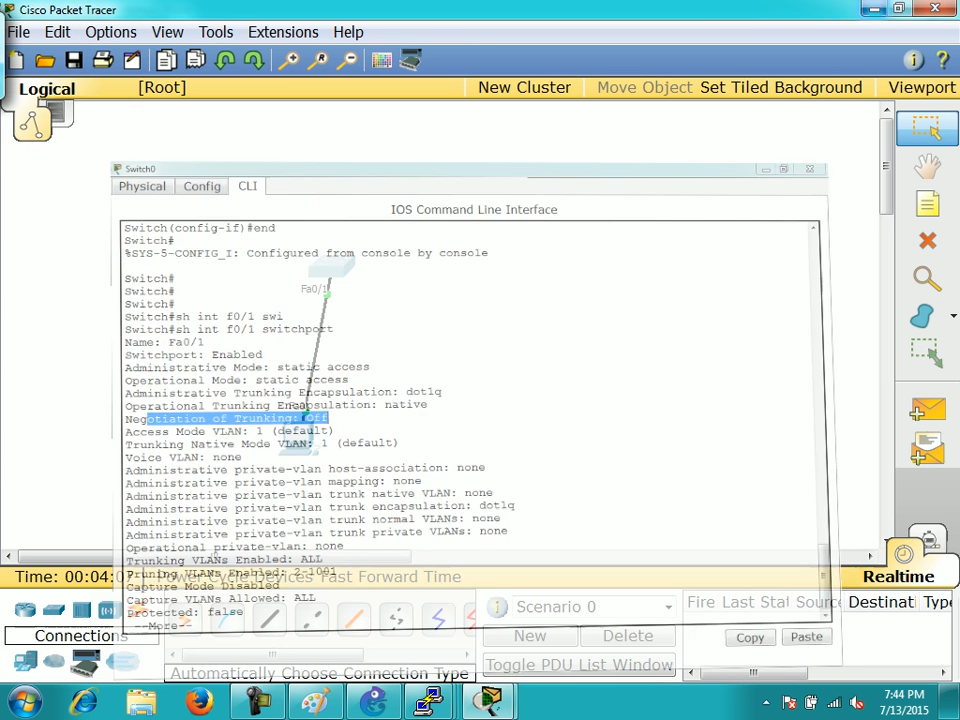 Cisco Packet Tracer
File Edit Options View Tools Extensions Help
Logical [Root] New Cluster Move Object Set Tiled Background Viewport
Switch0
Physical Config CLI
IOS Command Line Interface
Switch(config-if)#end
Switch#
%SYS-5-CONFIG_I: Configured from console by console
Switch#
Switch#
Switch#
Switch#sh int f0/1 swi
Switch#sh int f0/1 switchport
Name: Fa0/1
Switchport: Enabled
Administrative Mode: static access
Operational Mode: static access
Administrative Trunking Encapsulation: dot1q
Operational Trunking Encapsulation: native
Negotiation of Trunking: Off
Access Mode VLAN: 1 (default)
Trunking Native Mode VLAN: 1 (default)
Voice VLAN: none
Administrative private-vlan host-association: none
Administrative private-vlan mapping: none
Administrative private-vlan trunk native VLAN: none
Administrative private-vlan trunk encapsulation: dot1q
Administrative private-vlan trunk normal VLANs: none
Administrative private-vlan trunk private VLANs: none
Operational private-vlan: none
Trunking VLANs Enabled: ALL
Pruning VLANs Enabled: 2-1001
Capture Mode Disabled
Capture VLANs Allowed: ALL
Protected: false
--More--
Fa0/1
Copy Paste
Time: 00:04:07 Power Cycle Devices Fast Forward Time Realtime
Connections
Automatically Choose Connection Type
Scenario 0
New Delete
Toggle PDU List Window
Fire Last Stat Source Destinati Type
7:44 PM
7/13/2015